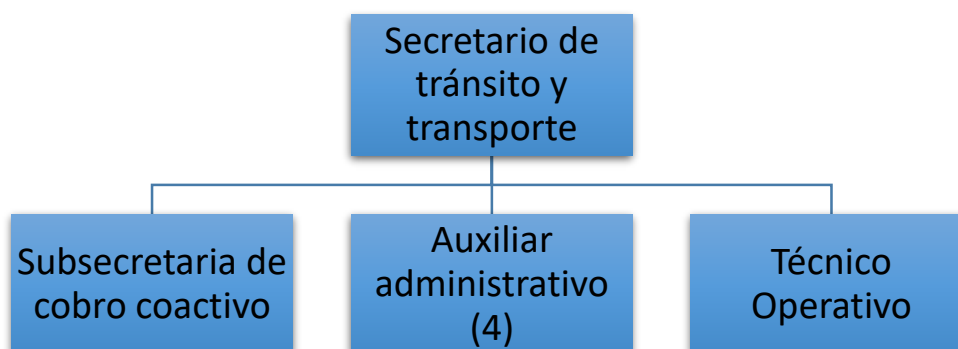 Secretario de
tránsito y
transporte
Subsecretaria de
cobro coactivo
Auxiliar
administrativo
(4)
Técnico
Operativo